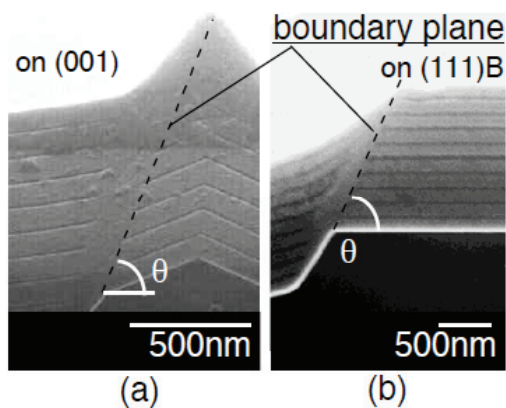 boundary plane
on (001)
on (111)B
θ
θ
500nm
500nm
(a)
(b)